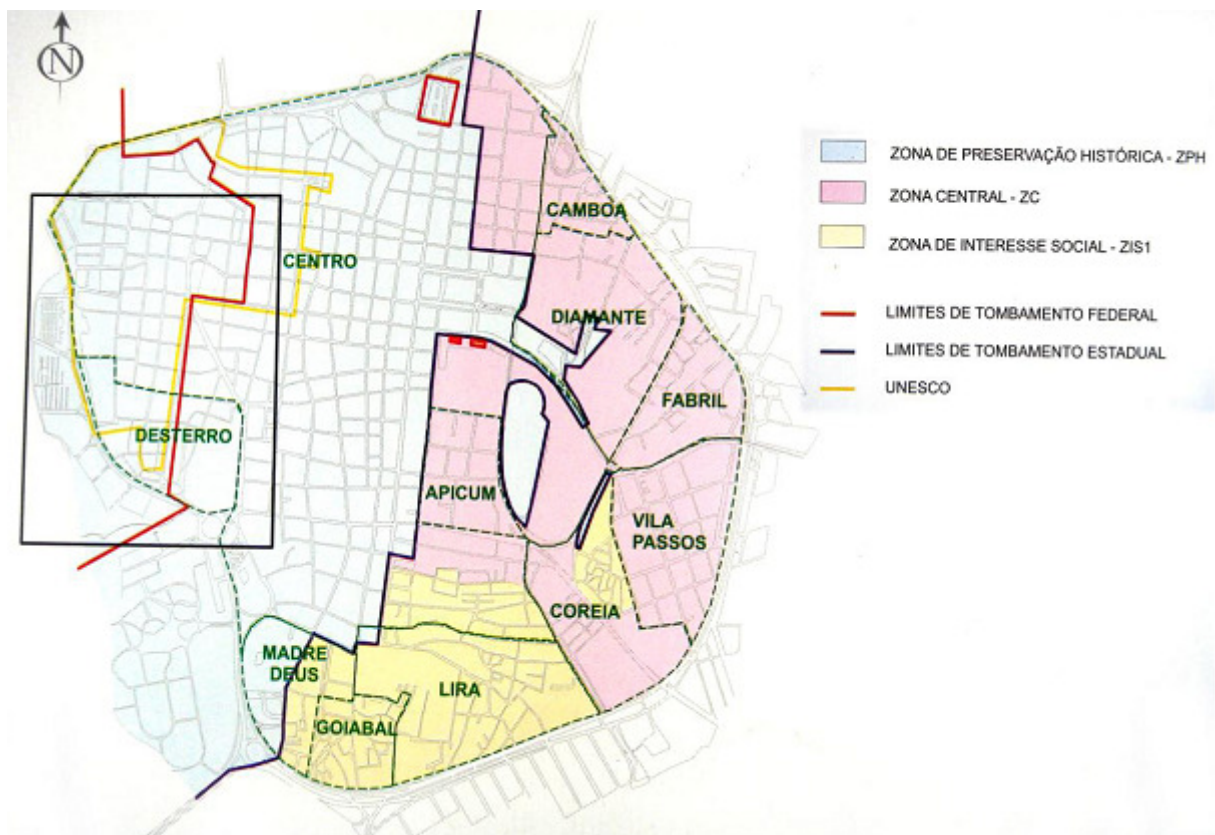 N
ZONA DE PRESERVAÇÃO HISTÓRICA - ZPH
ZONA CENTRAL - ZC
ZONA DE INTERESSE SOCIAL - ZIS1
LIMITES DE TOMBAMENTO FEDERAL
LIMITES DE TOMBAMENTO ESTADUAL
UNESCO
CAMBOA
CENTRO
DIAMANTE
FABRIL
DESTERRO
APICUM
VILA
PASSOS
COREIA
MADRE
DEUS
LIRA
GOIABAL